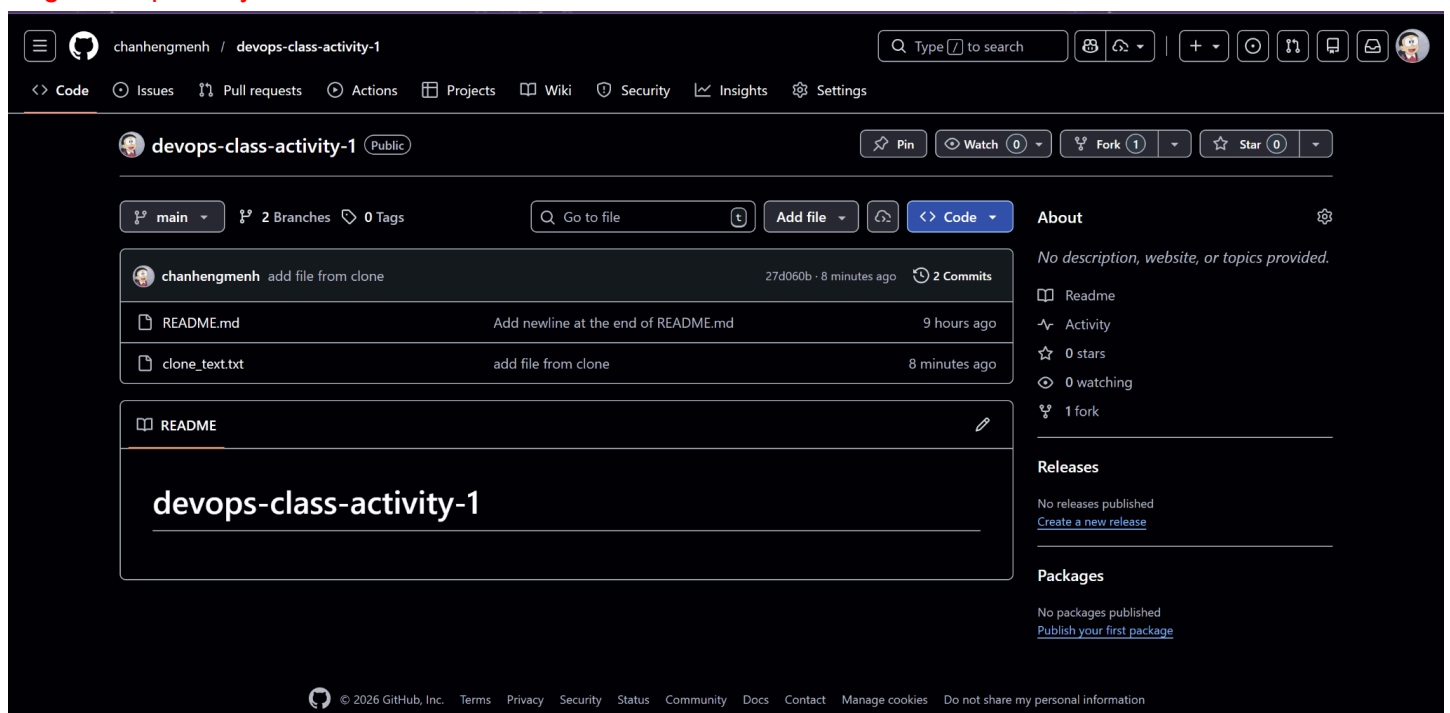 chanhengmenh / devops-class-activity-1
Type / to search
Code Issues Pull requests Actions Projects Wiki Security Insights Settings
devops-class-activity-1 Public
Pin Watch 0 Fork 1 Star 0
main 2 Branches 0 Tags Go to file t Add file Code
chanhengmenh add file from clone 27d060b · 8 minutes ago 2 Commits
README.md Add newline at the end of README.md 9 hours ago
clone_text.txt add file from clone 8 minutes ago
README
devops-class-activity-1
About
No description, website, or topics provided.
Readme
Activity
0 stars
0 watching
1 fork
Releases
No releases published
Create a new release
Packages
No packages published
Publish your first package
© 2026 GitHub, Inc. Terms Privacy Security Status Community Docs Contact Manage cookies Do not share my personal information